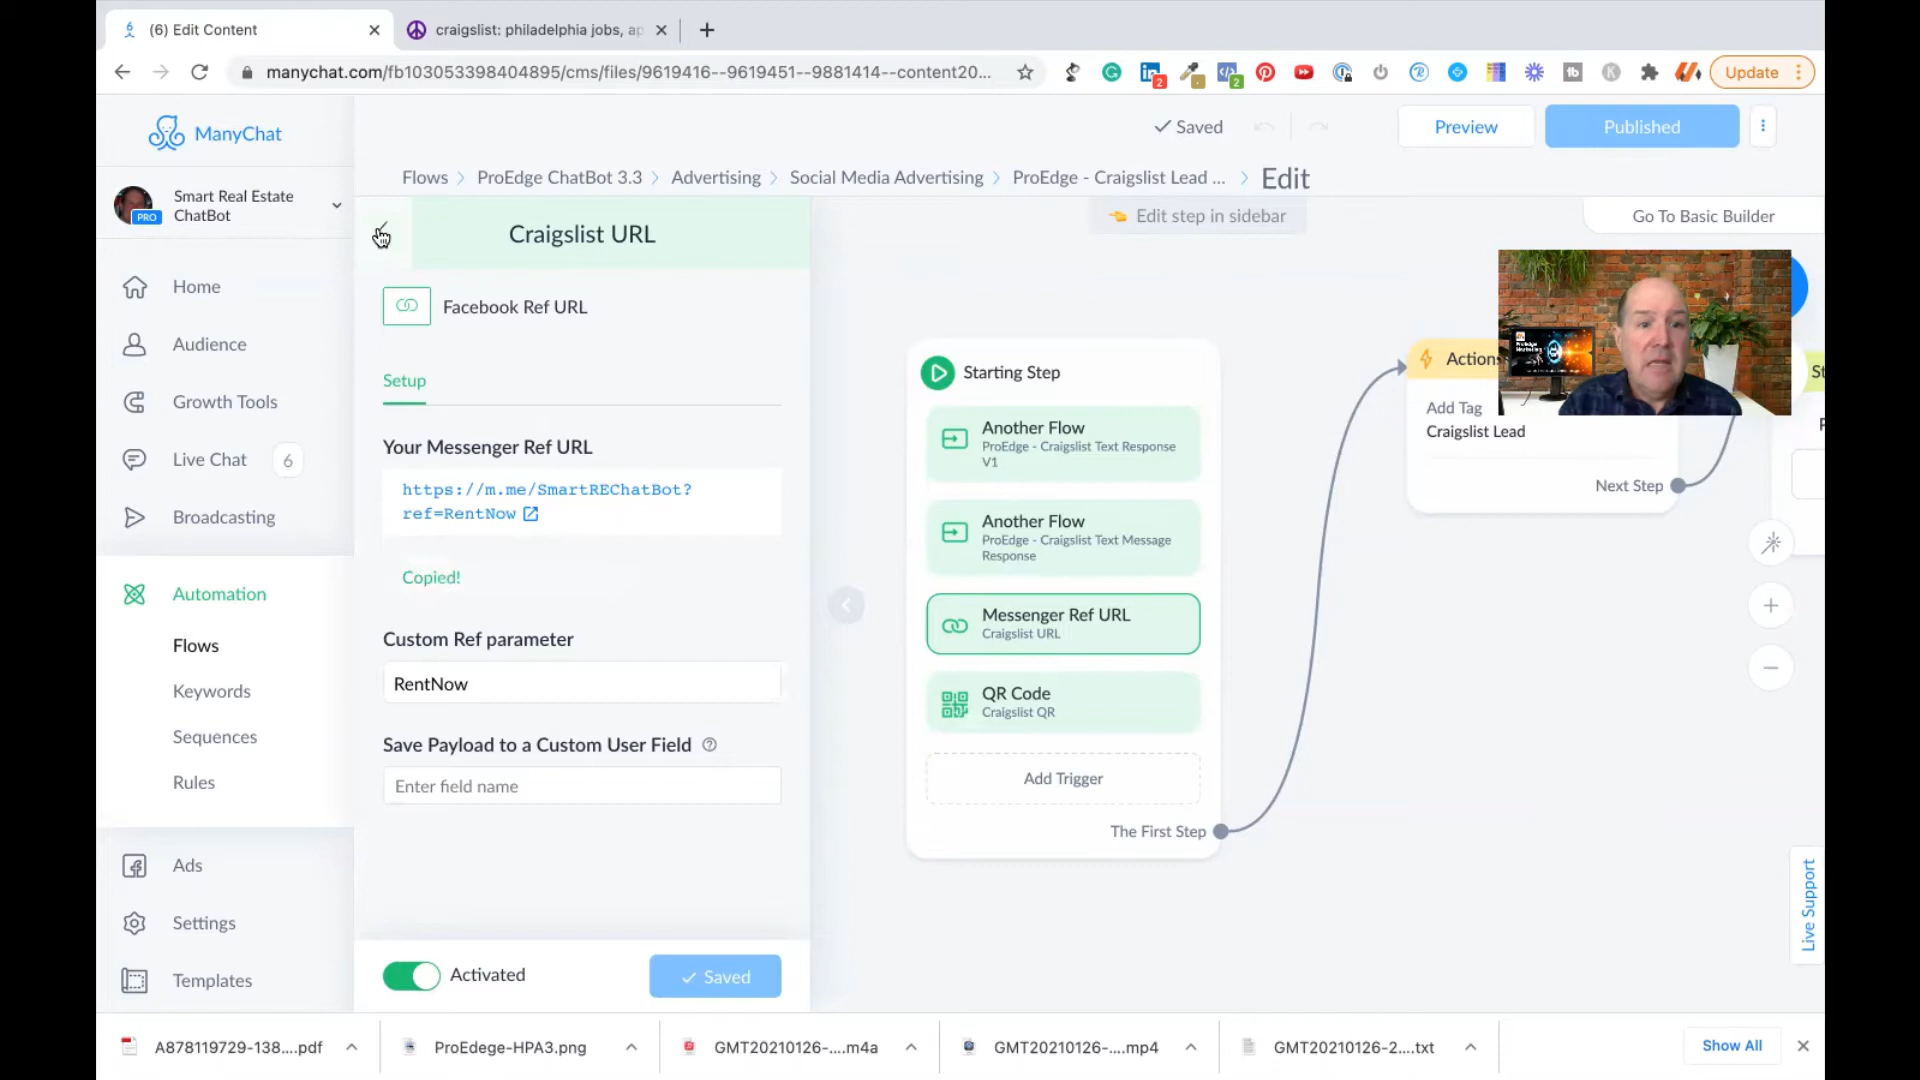 (6) Edit Content
craigslist: philadelphia jobs, ap
manychat.com/fb103053398404895/cms/files/9619416--9619451--9881414--content20...
2
2
Update
ManyChat
Saved
Preview
Published
Flows > ProEdge ChatBot 3.3 > Advertising > Social Media Advertising > ProEdge - Craigslist Lead ... > Edit
Smart Real Estate
ChatBot
PRO
Craigslist URL
Edit step in sidebar
Go To Basic Builder
Home
Audience
Growth Tools
Live Chat 6
Broadcasting
Automation
Flows
Keywords
Sequences
Rules
Ads
Settings
Templates
Facebook Ref URL
Setup
Your Messenger Ref URL
https://m.me/SmartREChatBot?
ref=RentNow
Copied!
Custom Ref parameter
RentNow
Save Payload to a Custom User Field
Enter field name
Activated
Saved
Starting Step
Another Flow
ProEdge - Craigslist Text Response
V1
Another Flow
ProEdge - Craigslist Text Message
Response
Messenger Ref URL
Craigslist URL
QR Code
Craigslist QR
Add Trigger
The First Step
Actions
Add Tag
Craigslist Lead
Next Step
Live Support
A878119729-138....pdf
ProEdege-HPA3.png
GMT20210126-....m4a
GMT20210126-....mp4
GMT20210126-2....txt
Show All